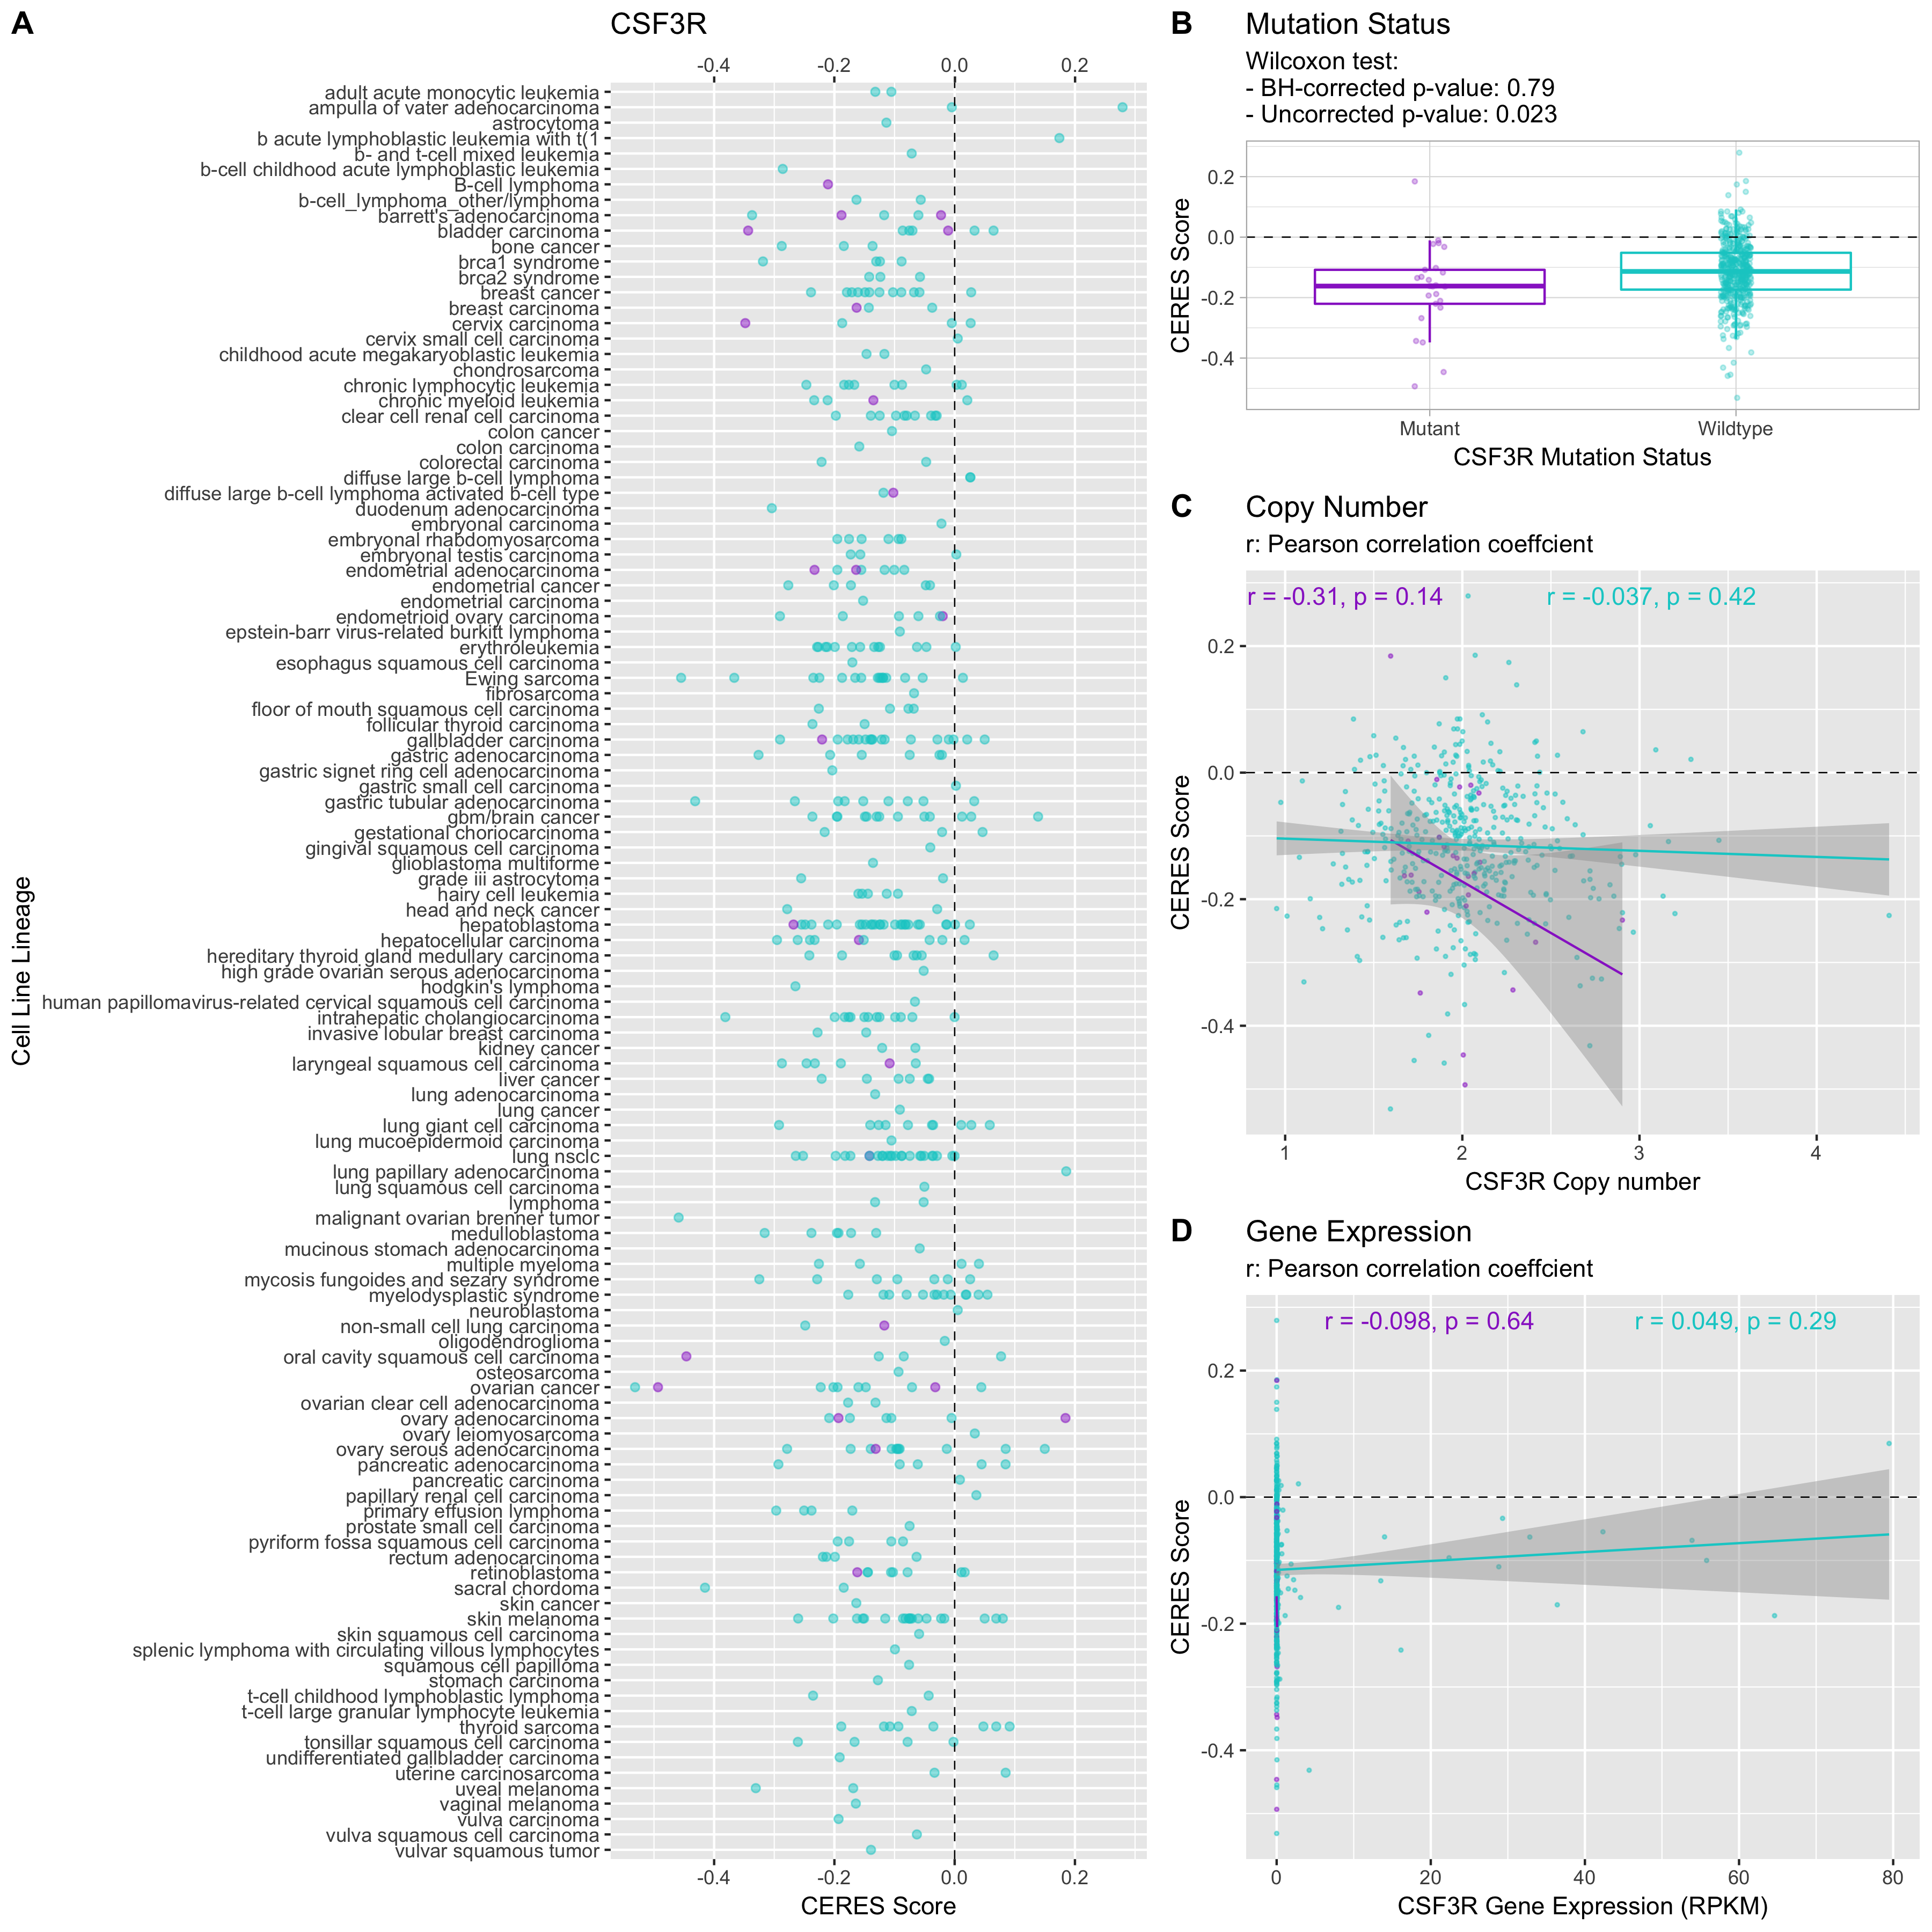 A
CSF3R
-0.4 -0.2 0.0 0.2
adult acute monocytic leukemia
ampulla of vater adenocarcinoma
astrocytoma
b acute lymphoblastic leukemia with t(1
b- and t-cell mixed leukemia
b-cell childhood acute lymphoblastic leukemia
B-cell lymphoma
b-cell_lymphoma_other/lymphoma
barrett's adenocarcinoma
bladder carcinoma
bone cancer
brca1 syndrome
brca2 syndrome
breast cancer
breast carcinoma
cervix carcinoma
cervix small cell carcinoma
childhood acute megakaryoblastic leukemia
chondrosarcoma
chronic lymphocytic leukemia
chronic myeloid leukemia
clear cell renal cell carcinoma
colon cancer
colon carcinoma
colorectal carcinoma
diffuse large b-cell lymphoma
diffuse large b-cell lymphoma activated b-cell type
duodenum adenocarcinoma
embryonal carcinoma
embryonal rhabdomyosarcoma
embryonal testis carcinoma
endometrial adenocarcinoma
endometrial cancer
endometrial carcinoma
endometrioid ovary carcinoma
epstein-barr virus-related burkitt lymphoma
erythroleukemia
esophagus squamous cell carcinoma
Ewing sarcoma
fibrosarcoma
floor of mouth squamous cell carcinoma
follicular thyroid carcinoma
gallbladder carcinoma
gastric adenocarcinoma
gastric signet ring cell adenocarcinoma
gastric small cell carcinoma
gastric tubular adenocarcinoma
gbm/brain cancer
gestational choriocarcinoma
gingival squamous cell carcinoma
glioblastoma multiforme
grade iii astrocytoma
hairy cell leukemia
head and neck cancer
hepatoblastoma
hepatocellular carcinoma
hereditary thyroid gland medullary carcinoma
high grade ovarian serous adenocarcinoma
hodgkin's lymphoma
human papillomavirus-related cervical squamous cell carcinoma
intrahepatic cholangiocarcinoma
invasive lobular breast carcinoma
kidney cancer
laryngeal squamous cell carcinoma
liver cancer
lung adenocarcinoma
lung cancer
lung giant cell carcinoma
lung mucoepidermoid carcinoma
lung nsclc
lung papillary adenocarcinoma
lung squamous cell carcinoma
lymphoma
malignant ovarian brenner tumor
medulloblastoma
mucinous stomach adenocarcinoma
multiple myeloma
mycosis fungoides and sezary syndrome
myelodysplastic syndrome
neuroblastoma
non-small cell lung carcinoma
oligodendroglioma
oral cavity squamous cell carcinoma
osteosarcoma
ovarian cancer
ovarian clear cell adenocarcinoma
ovary adenocarcinoma
ovary leiomyosarcoma
ovary serous adenocarcinoma
pancreatic adenocarcinoma
pancreatic carcinoma
papillary renal cell carcinoma
primary effusion lymphoma
prostate small cell carcinoma
pyriform fossa squamous cell carcinoma
rectum adenocarcinoma
retinoblastoma
sacral chordoma
skin cancer
skin melanoma
skin squamous cell carcinoma
splenic lymphoma with circulating villous lymphocytes
squamous cell papilloma
stomach carcinoma
t-cell childhood lymphoblastic lymphoma
t-cell large granular lymphocyte leukemia
thyroid sarcoma
tonsillar squamous cell carcinoma
undifferentiated gallbladder carcinoma
uterine carcinosarcoma
uveal melanoma
vaginal melanoma
vulva carcinoma
vulva squamous cell carcinoma
vulvar squamous tumor
-0.4 -0.2 0.0 0.2
CERES Score
Cell Line Lineage
B
Mutation Status
Wilcoxon test:
- BH-corrected p-value: 0.79
- Uncorrected p-value: 0.023
0.2
0.0
-0.2
-0.4
CERES Score
Mutant Wildtype
CSF3R Mutation Status
C
Copy Number
r: Pearson correlation coeffcient
r = -0.31, p = 0.14 r = -0.037, p = 0.42
0.2
0.0
-0.2
-0.4
CERES Score
1 2 3 4
CSF3R Copy number
D
Gene Expression
r: Pearson correlation coeffcient
r = -0.098, p = 0.64 r = 0.049, p = 0.29
0.2
0.0
-0.2
-0.4
CERES Score
0 20 40 60 80
CSF3R Gene Expression (RPKM)